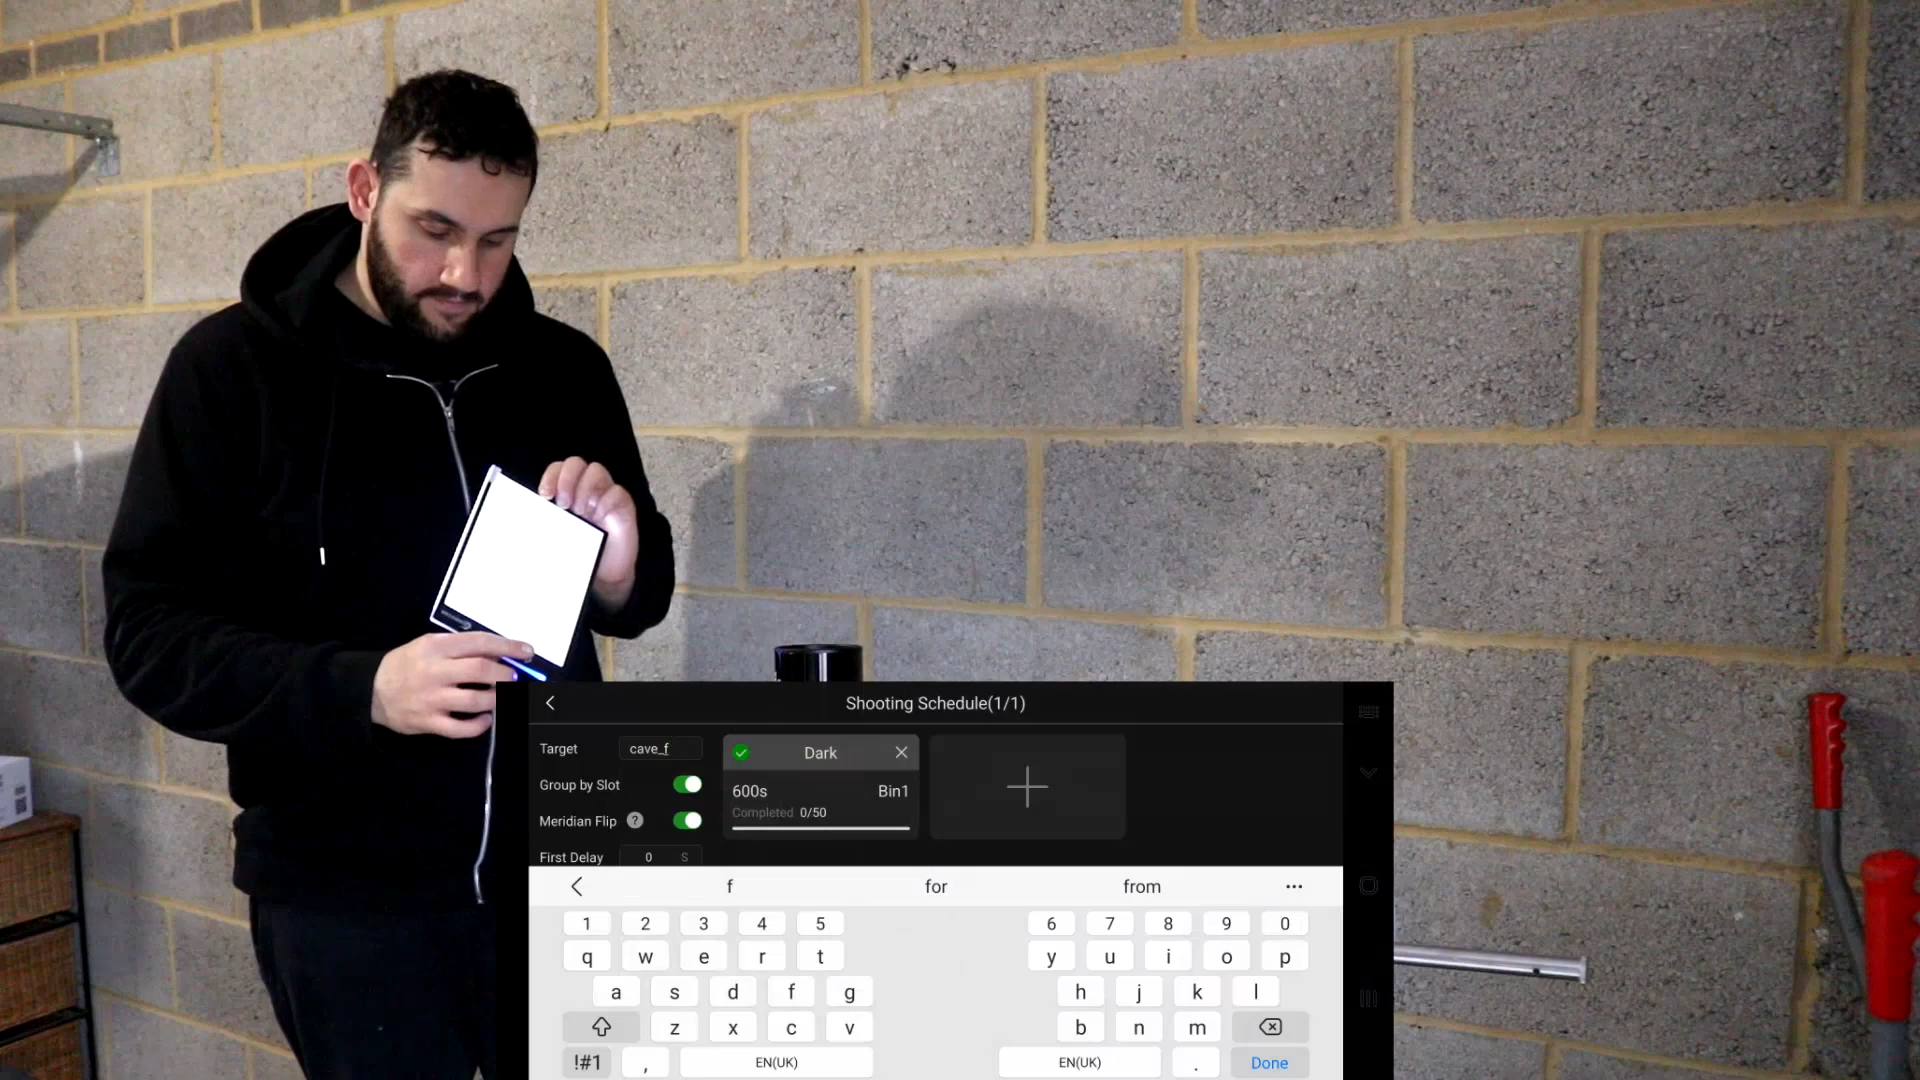 Shooting Schedule(1/1)
Target cave_f
Dark
Group by Slot
600s Bin1
Completed 0/50
Meridian Flip ?
First Delay 0 S
f for from ...
1 2 3 4 5 6 7 8 9 0
q w e r t y u i o p
a s d f g h j k l
z x c v b n m
!#1 , EN(UK) EN(UK) . Done